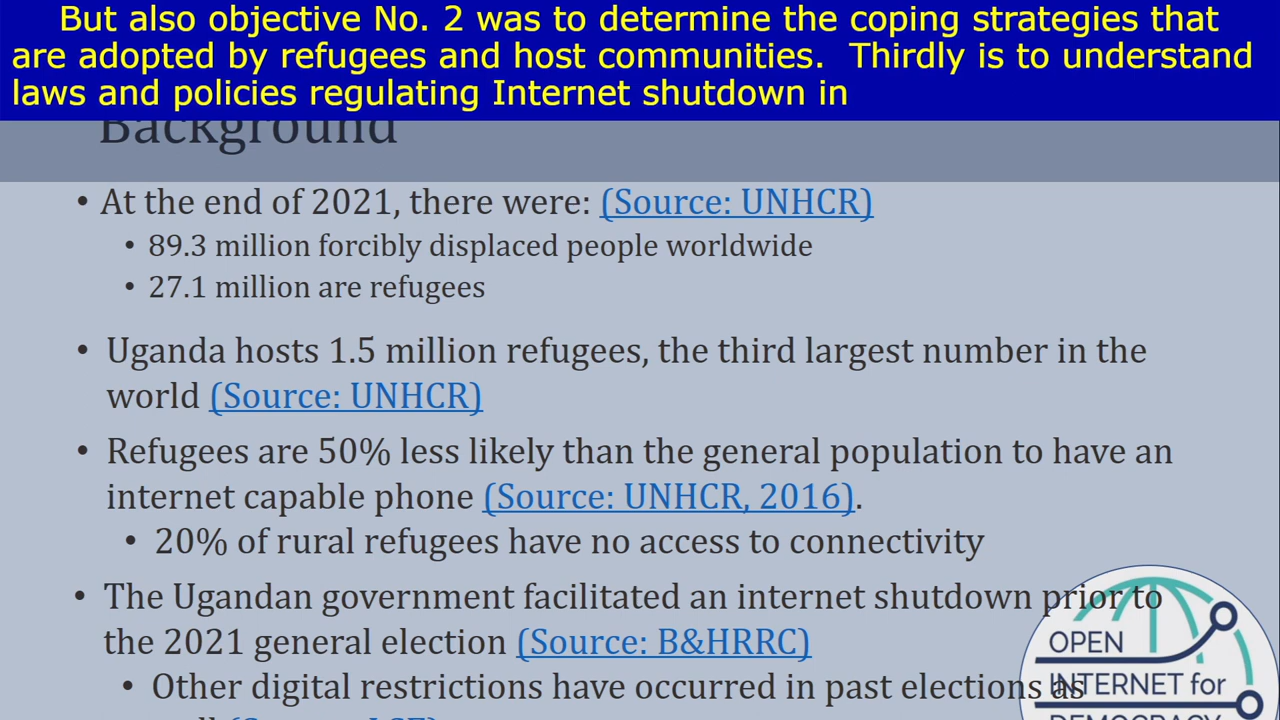 But also objective No. 2 was to determine the coping strategies that
are adopted by refugees and host communities.  Thirdly is to understand
laws and policies regulating Internet shutdown in
Background
• At the end of 2021, there were: (Source: UNHCR)
• 89.3 million forcibly displaced people worldwide
• 27.1 million are refugees
• Uganda hosts 1.5 million refugees, the third largest number in the
world (Source: UNHCR)
• Refugees are 50% less likely than the general population to have an
internet capable phone (Source: UNHCR, 2016).
• 20% of rural refugees have no access to connectivity
• The Ugandan government facilitated an internet shutdown prior to
the 2021 general election (Source: B&HRRC)
• Other digital restrictions have occurred in past elections as
OPEN
INTERNET for
DEMOCRACY